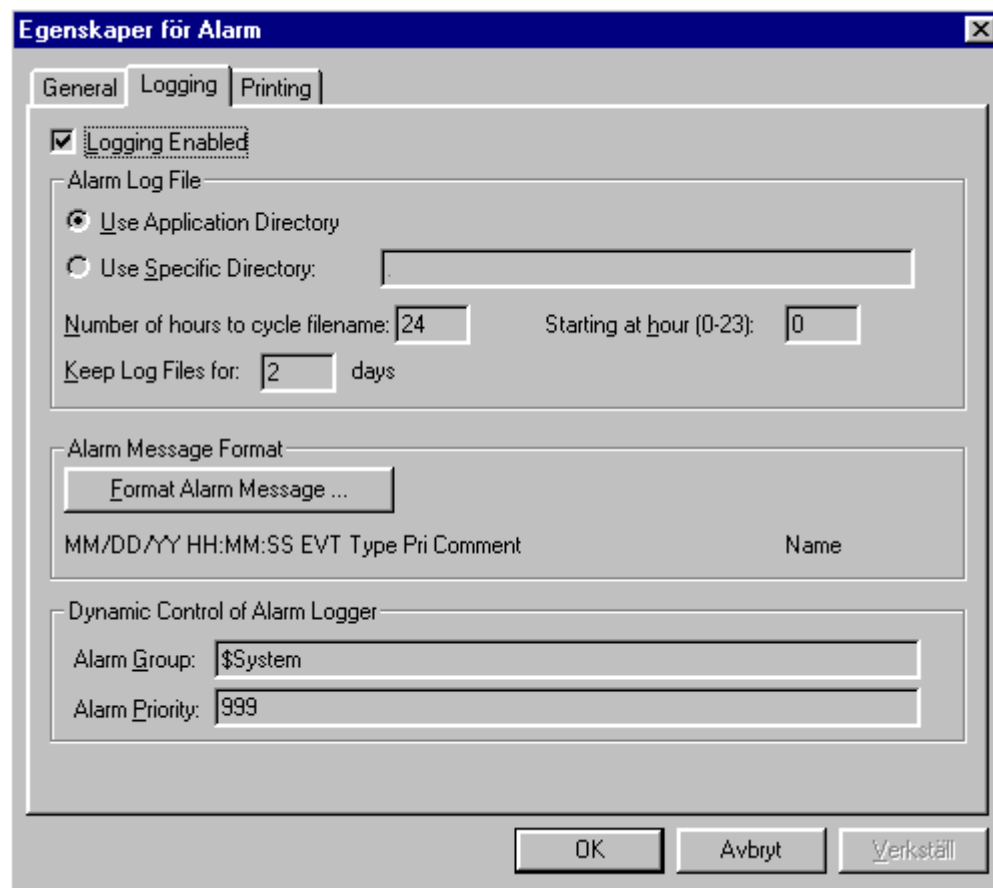 Egenskaper för Alarm
General Logging Printing
Logging Enabled
Alarm Log File
Use Application Directory
Use Specific Directory: .
Number of hours to cycle filename: 24 Starting at hour (0-23): 0
Keep Log Files for: 2 days
Alarm Message Format
Format Alarm Message ...
MM/DD/YY HH:MM:SS EVT Type Pri Comment Name
Dynamic Control of Alarm Logger
Alarm Group: $System
Alarm Priority: 999
OK Avbryt Verkställ